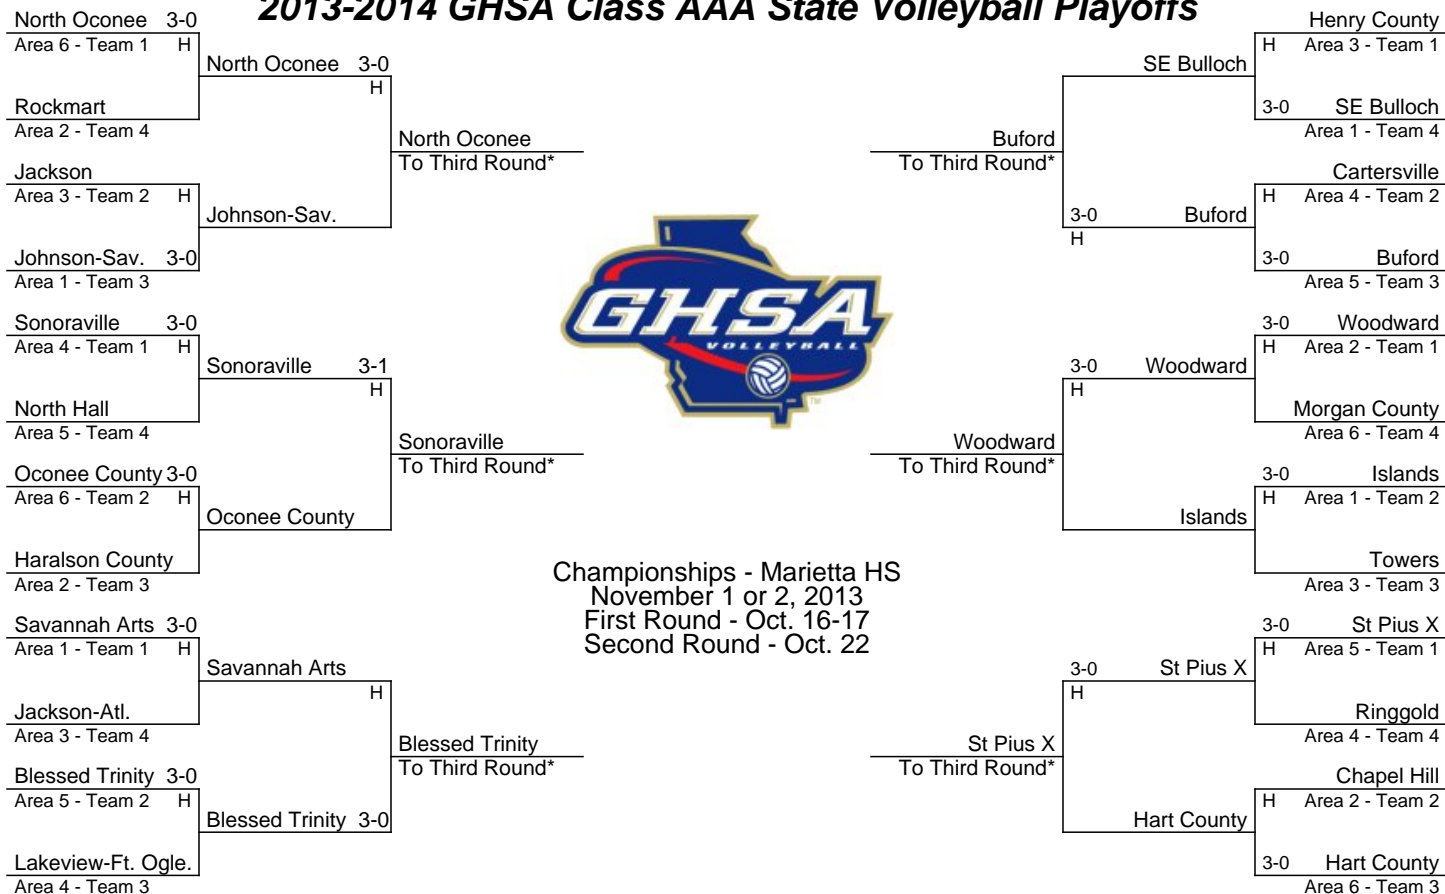 2013-2014 GHSA Class AAA State Volleyball Playoffs
North Oconee 3-0
Area 6 - Team 1 H
North Oconee 3-0
H
Rockmart
Area 2 - Team 4
North Oconee
To Third Round*
Jackson
Area 3 - Team 2 H
Johnson-Sav.
Johnson-Sav. 3-0
Area 1 - Team 3
Sonoraville 3-0
Area 4 - Team 1 H
Sonoraville 3-1
H
North Hall
Area 5 - Team 4
Sonoraville
To Third Round*
Oconee County 3-0
Area 6 - Team 2 H
Oconee County
Haralson County
Area 2 - Team 3
Savannah Arts 3-0
Area 1 - Team 1 H
Savannah Arts
H
Jackson-Atl.
Area 3 - Team 4
Blessed Trinity
To Third Round*
Blessed Trinity 3-0
Area 5 - Team 2 H
Blessed Trinity 3-0
Lakeview-Ft. Ogle.
Area 4 - Team 3
GHSA
VOLLEYBALL
TM
Championships - Marietta HS
November 1 or 2, 2013
First Round - Oct. 16-17
Second Round - Oct. 22
Henry County
H Area 3 - Team 1
SE Bulloch
3-0 SE Bulloch
Area 1 - Team 4
Buford
To Third Round*
Cartersville
H Area 4 - Team 2
3-0 Buford
H
3-0 Buford
Area 5 - Team 3
3-0 Woodward
H Area 2 - Team 1
3-0 Woodward
H
Morgan County
Area 6 - Team 4
Woodward
To Third Round*
3-0 Islands
H Area 1 - Team 2
Islands
Towers
Area 3 - Team 3
3-0 St Pius X
H Area 5 - Team 1
3-0 St Pius X
H
Ringgold
Area 4 - Team 4
St Pius X
To Third Round*
Chapel Hill
H Area 2 - Team 2
Hart County
3-0 Hart County
Area 6 - Team 3